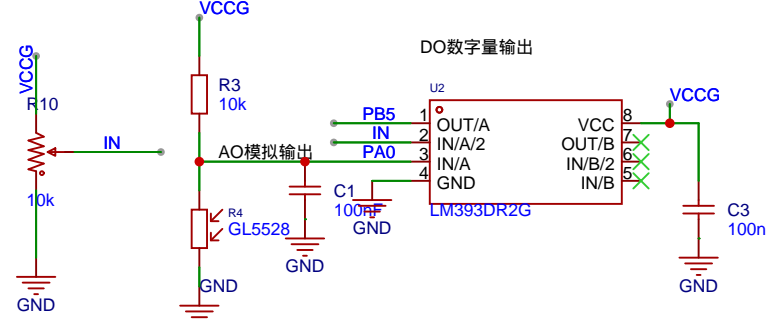 VCCG
DO数字量输出
VCCG
R10
10k
IN
R3
10k
AO模拟输出
R4
GL5528
GND
GND
C1
100nF
GND
GND
U2
PB5
IN
PA0
1
2
3
4
OUT/A
IN/A/2
IN/A
GND
VCC
OUT/B
IN/B/2
IN/B
8
7
6
5
LM393DR2G
VCCG
C3
100n
GND